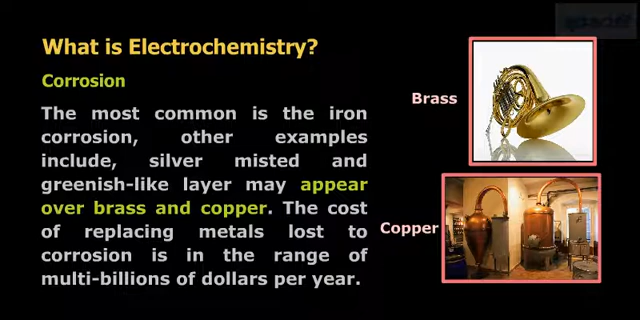 What is Electrochemistry?
Corrosion
The most common is the iron
corrosion, other examples
include, silver misted and
greenish-like layer may appear
over brass and copper. The cost
of replacing metals lost to
corrosion is in the range of
multi-billions of dollars per year.
Brass
Copper